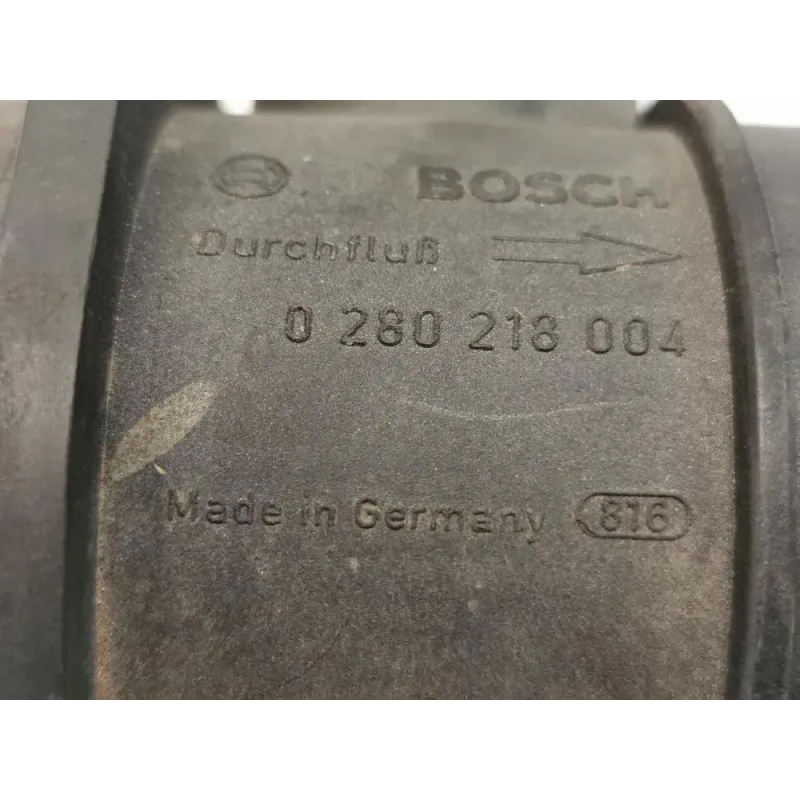 BOSCH
Durchfluß
0 280 218 004
Made in Germany 816